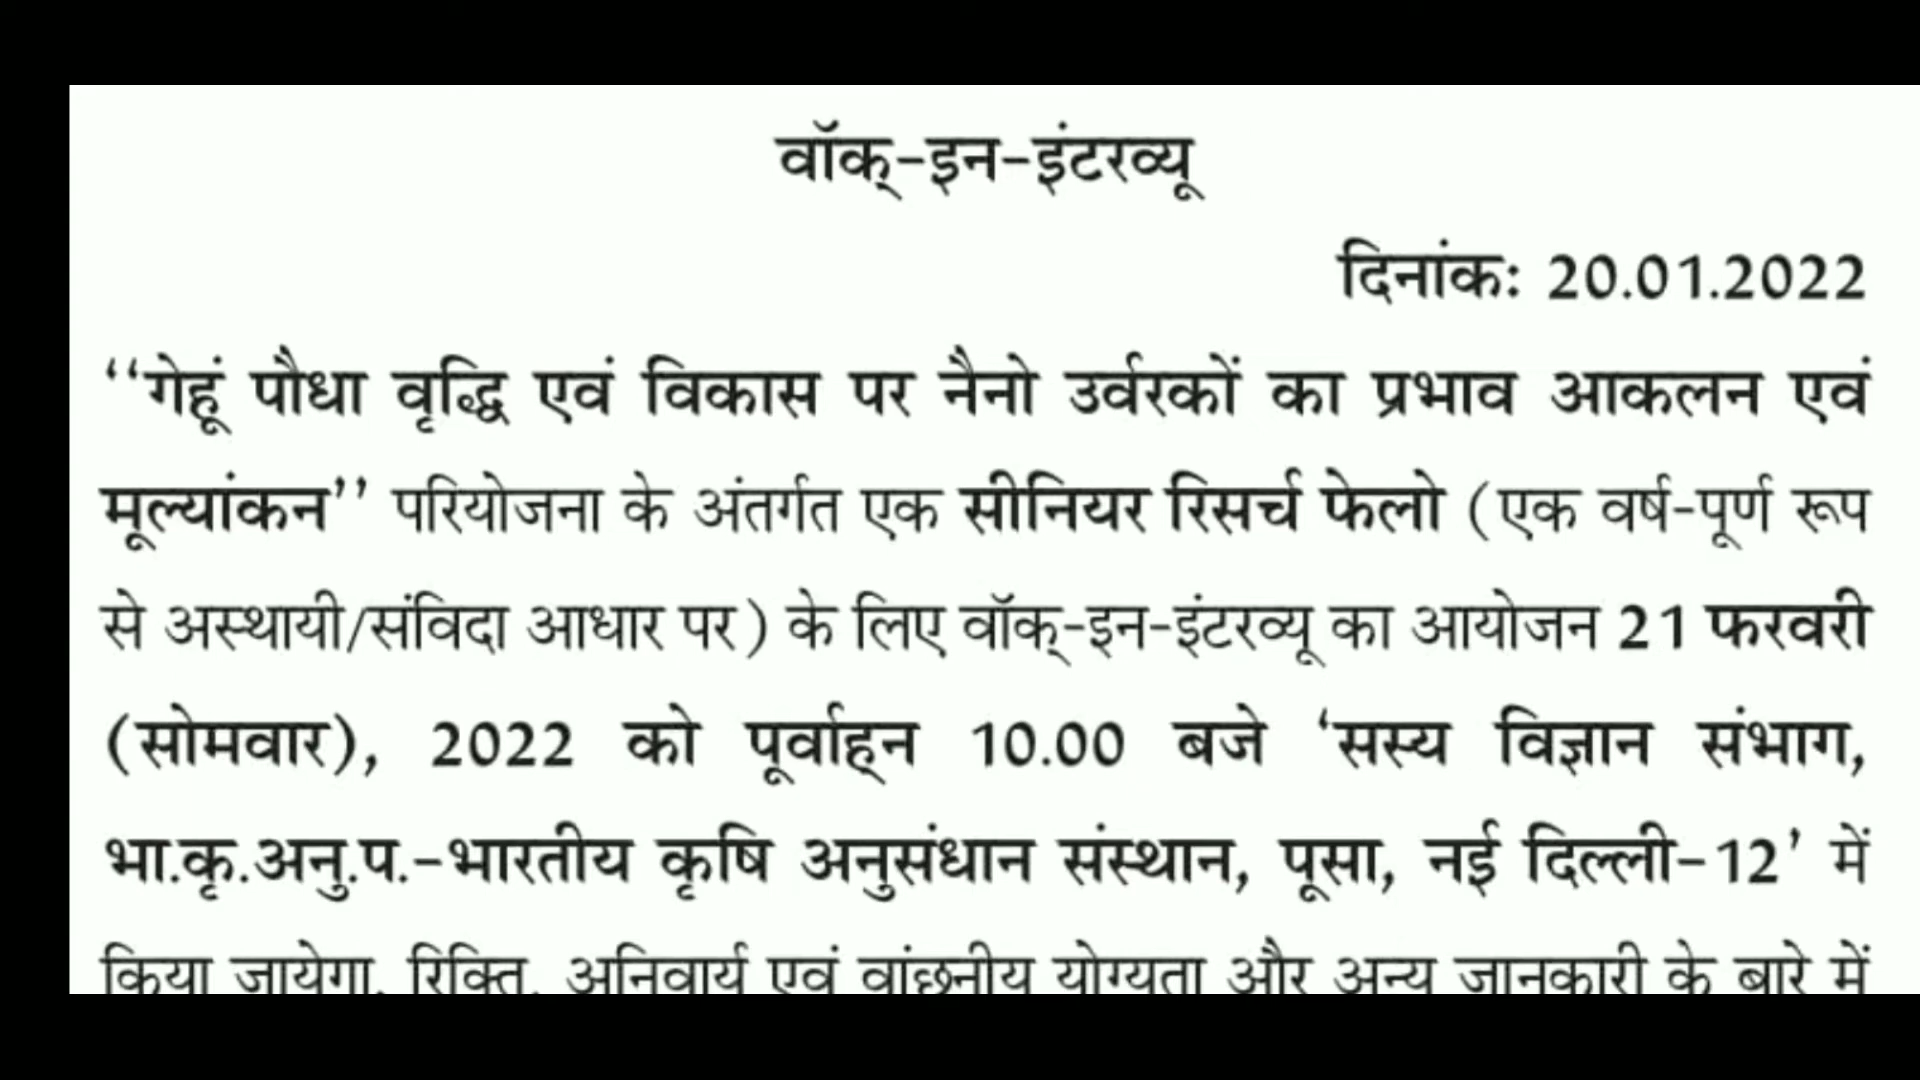 वॉक्-इन-इंटरव्यू
दिनांकः 20.01.2022
‘‘गेहूं पौधा वृद्धि एवं विकास पर नैनो उर्वरकों का प्रभाव आकलन एवं
मूल्यांकन’’ परियोजना के अंतर्गत एक सीनियर रिसर्च फेलो (एक वर्ष-पूर्ण रूप
से अस्थायी/संविदा आधार पर) के लिए वॉक्-इन-इंटरव्यू का आयोजन 21 फरवरी
(सोमवार), 2022 को पूर्वाह्न 10.00 बजे ‘सस्य विज्ञान संभाग,
भा.कृ.अनु.प.-भारतीय कृषि अनुसंधान संस्थान, पूसा, नई दिल्ली-12’ में
किया जायेगा. रिक्ति, अनिवार्य एवं वांछनीय योग्यता और अन्य जानकारी के बारे में